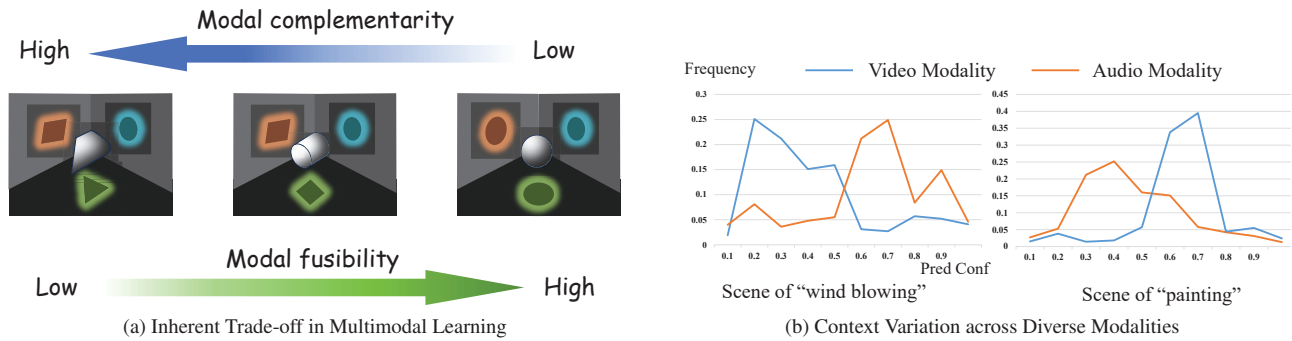 Modal complementarity
High
Low
Modal fusibility
Low
High
(a) Inherent Trade-off in Multimodal Learning
Frequency
Video Modality
Audio Modality
0.3
0.25
0.2
0.15
0.1
0.05
0
0.1 0.2 0.3 0.4 0.5 0.6 0.7 0.8 0.9
Pred Conf
Scene of “wind blowing”
0.45
0.4
0.35
0.3
0.25
0.2
0.15
0.1
0.05
0
0.1 0.2 0.3 0.4 0.5 0.6 0.7 0.8 0.9
Scene of “painting”
(b) Context Variation across Diverse Modalities